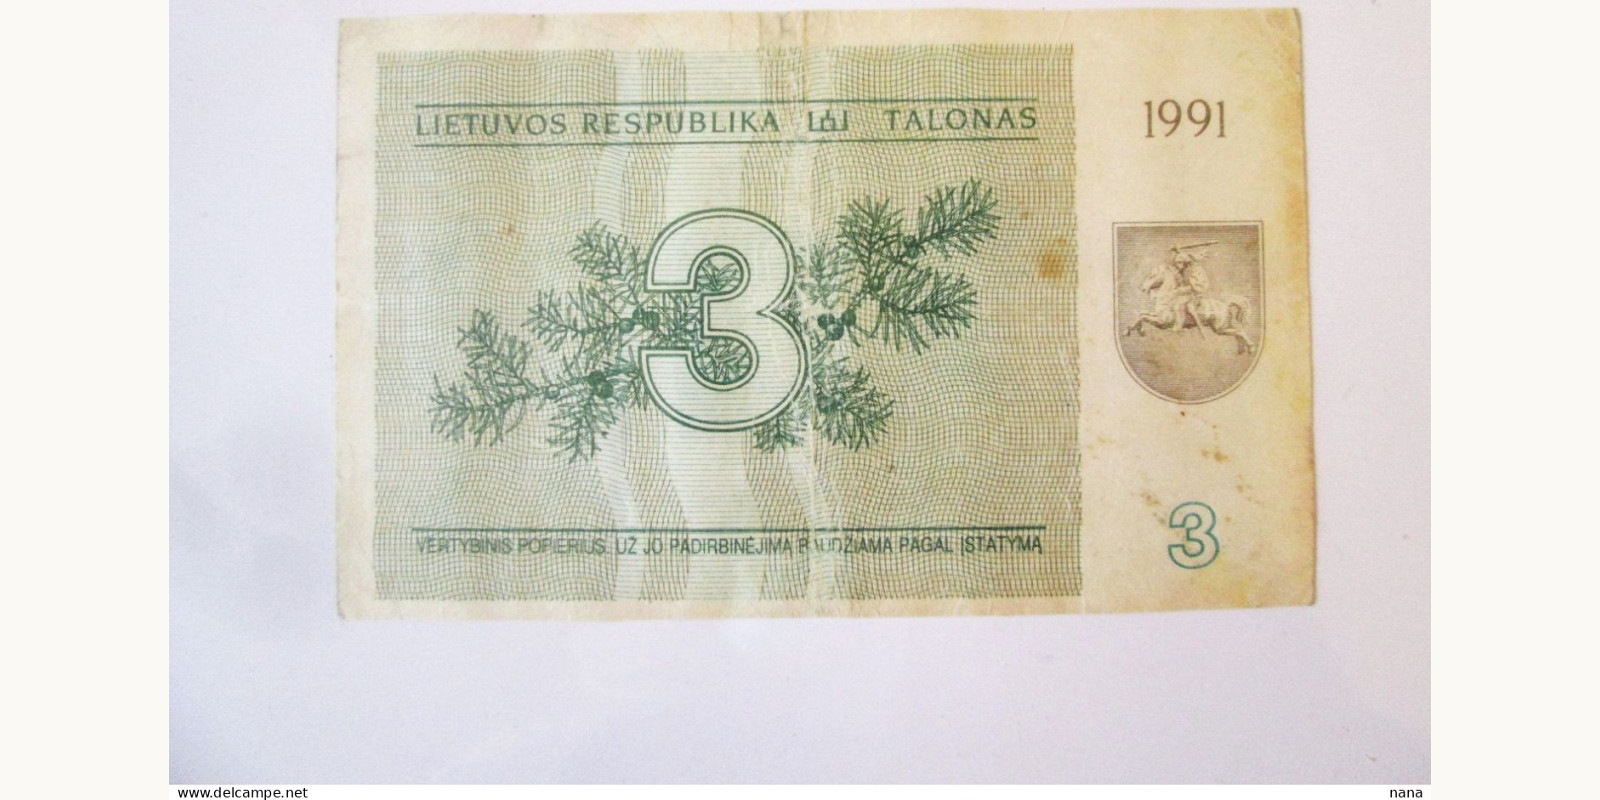 LIETUVOS RESPUBLIKA TALONAS
1991
3
VERTYBINIS POPIERIUS. UŽ JO PADIRBINĖJIMĄ BAUDŽIAMA PAGAL ĮSTATYMĄ
3
www.delcampe.net
nana